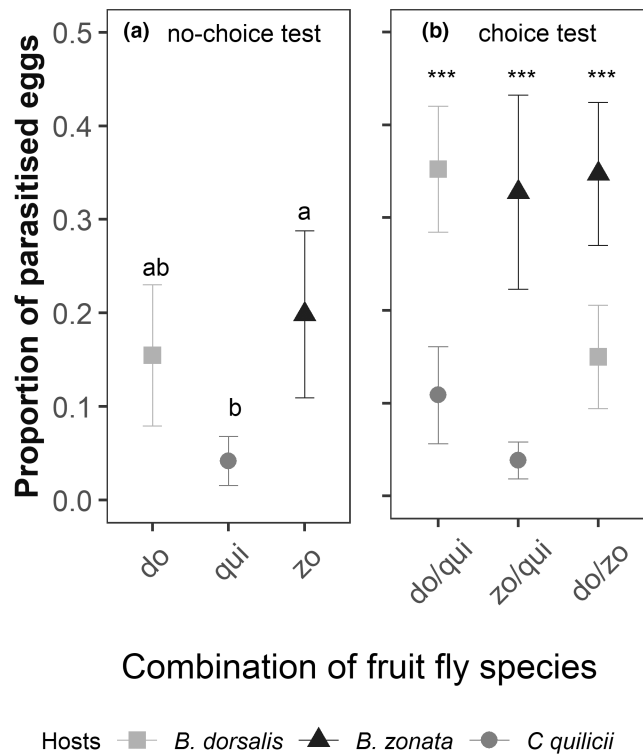 (a) no-choice test
(b) choice test
Proportion of parasitised eggs
0.5
0.4
0.3
0.2
0.1
0.0
ab
b
a
***
***
***
do
qui
zo
do/qui
zo/qui
do/zo
Combination of fruit fly species
Hosts B. dorsalis B. zonata C quilicii